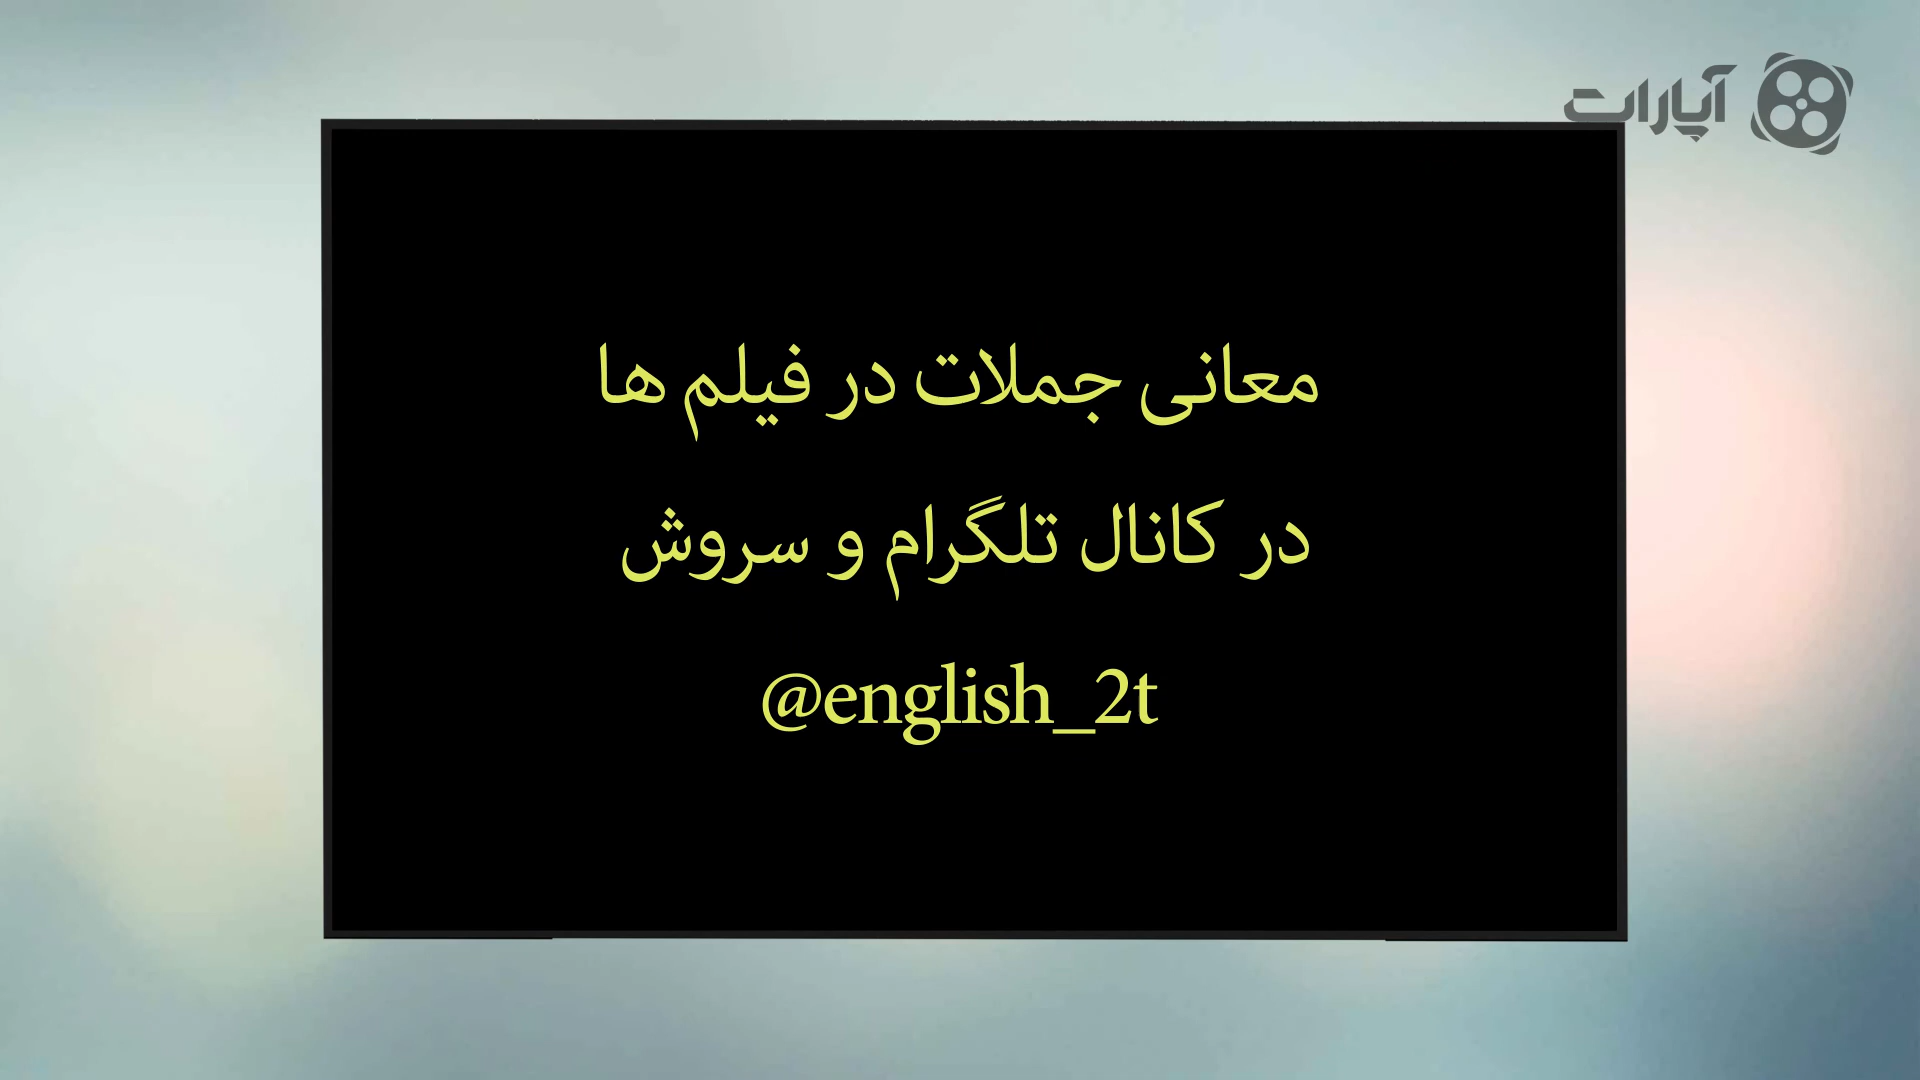 آپارات
معانی جملات در فیلم ها
در کانال تلگرام و سروش
@english_2t